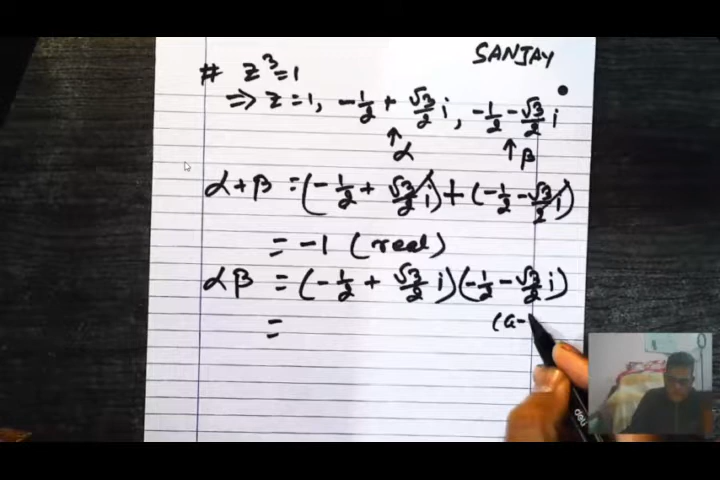 SANJAY
# z³=1
=> z=1, -1/2 + √3/2 i, -1/2 - √3/2 i
↑α ↑β
α+β = (-1/2 + √3/2 i) + (-1/2 - √3/2 i)
= -1 (real)
αβ = (-1/2 + √3/2 i)(-1/2 - √3/2 i)
= (a-
deli